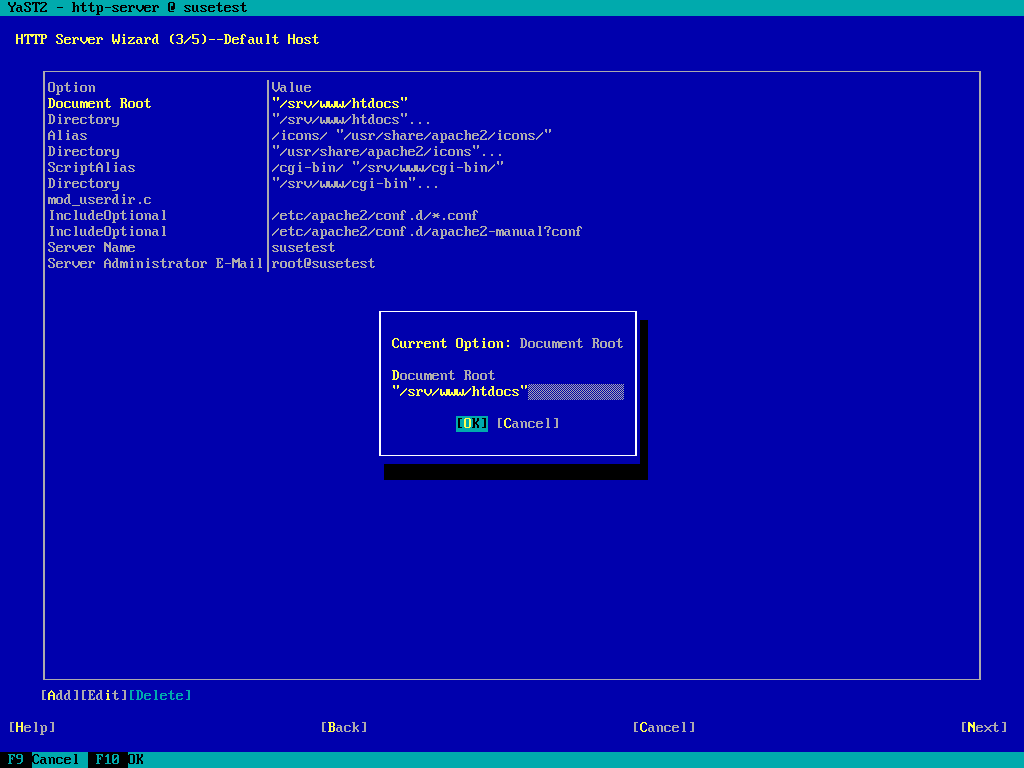 YaST2 - http-server @ susetest
HTTP Server Wizard (3/5)--Default Host
Option Value
Document Root "/srv/www/htdocs"
Directory "/srv/www/htdocs"...
Alias /icons/ "/usr/share/apache2/icons/"
Directory "/usr/share/apache2/icons"...
ScriptAlias /cgi-bin/ "/srv/www/cgi-bin/"
Directory "/srv/www/cgi-bin"...
mod_userdir.c
IncludeOptional /etc/apache2/conf.d/*.conf
IncludeOptional /etc/apache2/conf.d/apache2-manual?conf
Server Name susetest
Server Administrator E-Mail root@susetest
Current Option: Document Root
Document Root
"/srv/www/htdocs"
[OK] [Cancel]
[Add][Edit][Delete]
[Help] [Back] [Cancel] [Next]
F9 Cancel F10 OK